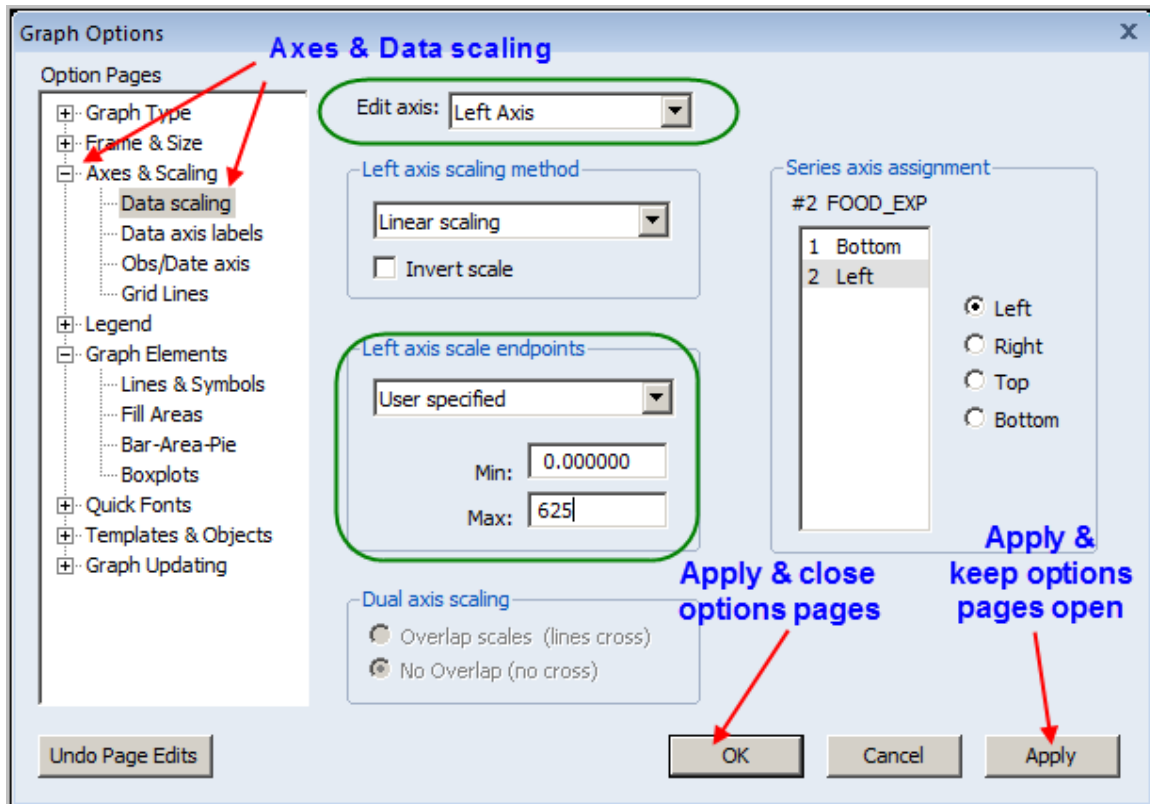 Graph Options
Axes & Data scaling
Option Pages
Graph Type
Frame & Size
Axes & Scaling
Data scaling
Data axis labels
Obs/Date axis
Grid Lines
Legend
Graph Elements
Lines & Symbols
Fill Areas
Bar-Area-Pie
Boxplots
Quick Fonts
Templates & Objects
Graph Updating
Edit axis: Left Axis
Left axis scaling method
Linear scaling
Invert scale
Left axis scale endpoints
User specified
Min: 0.000000
Max: 625
Dual axis scaling
Overlap scales (lines cross)
No Overlap (no cross)
Series axis assignment
#2 FOOD_EXP
1 Bottom
2 Left
Left
Right
Top
Bottom
Apply & close
options pages
Apply &
keep options
pages open
Undo Page Edits
OK
Cancel
Apply